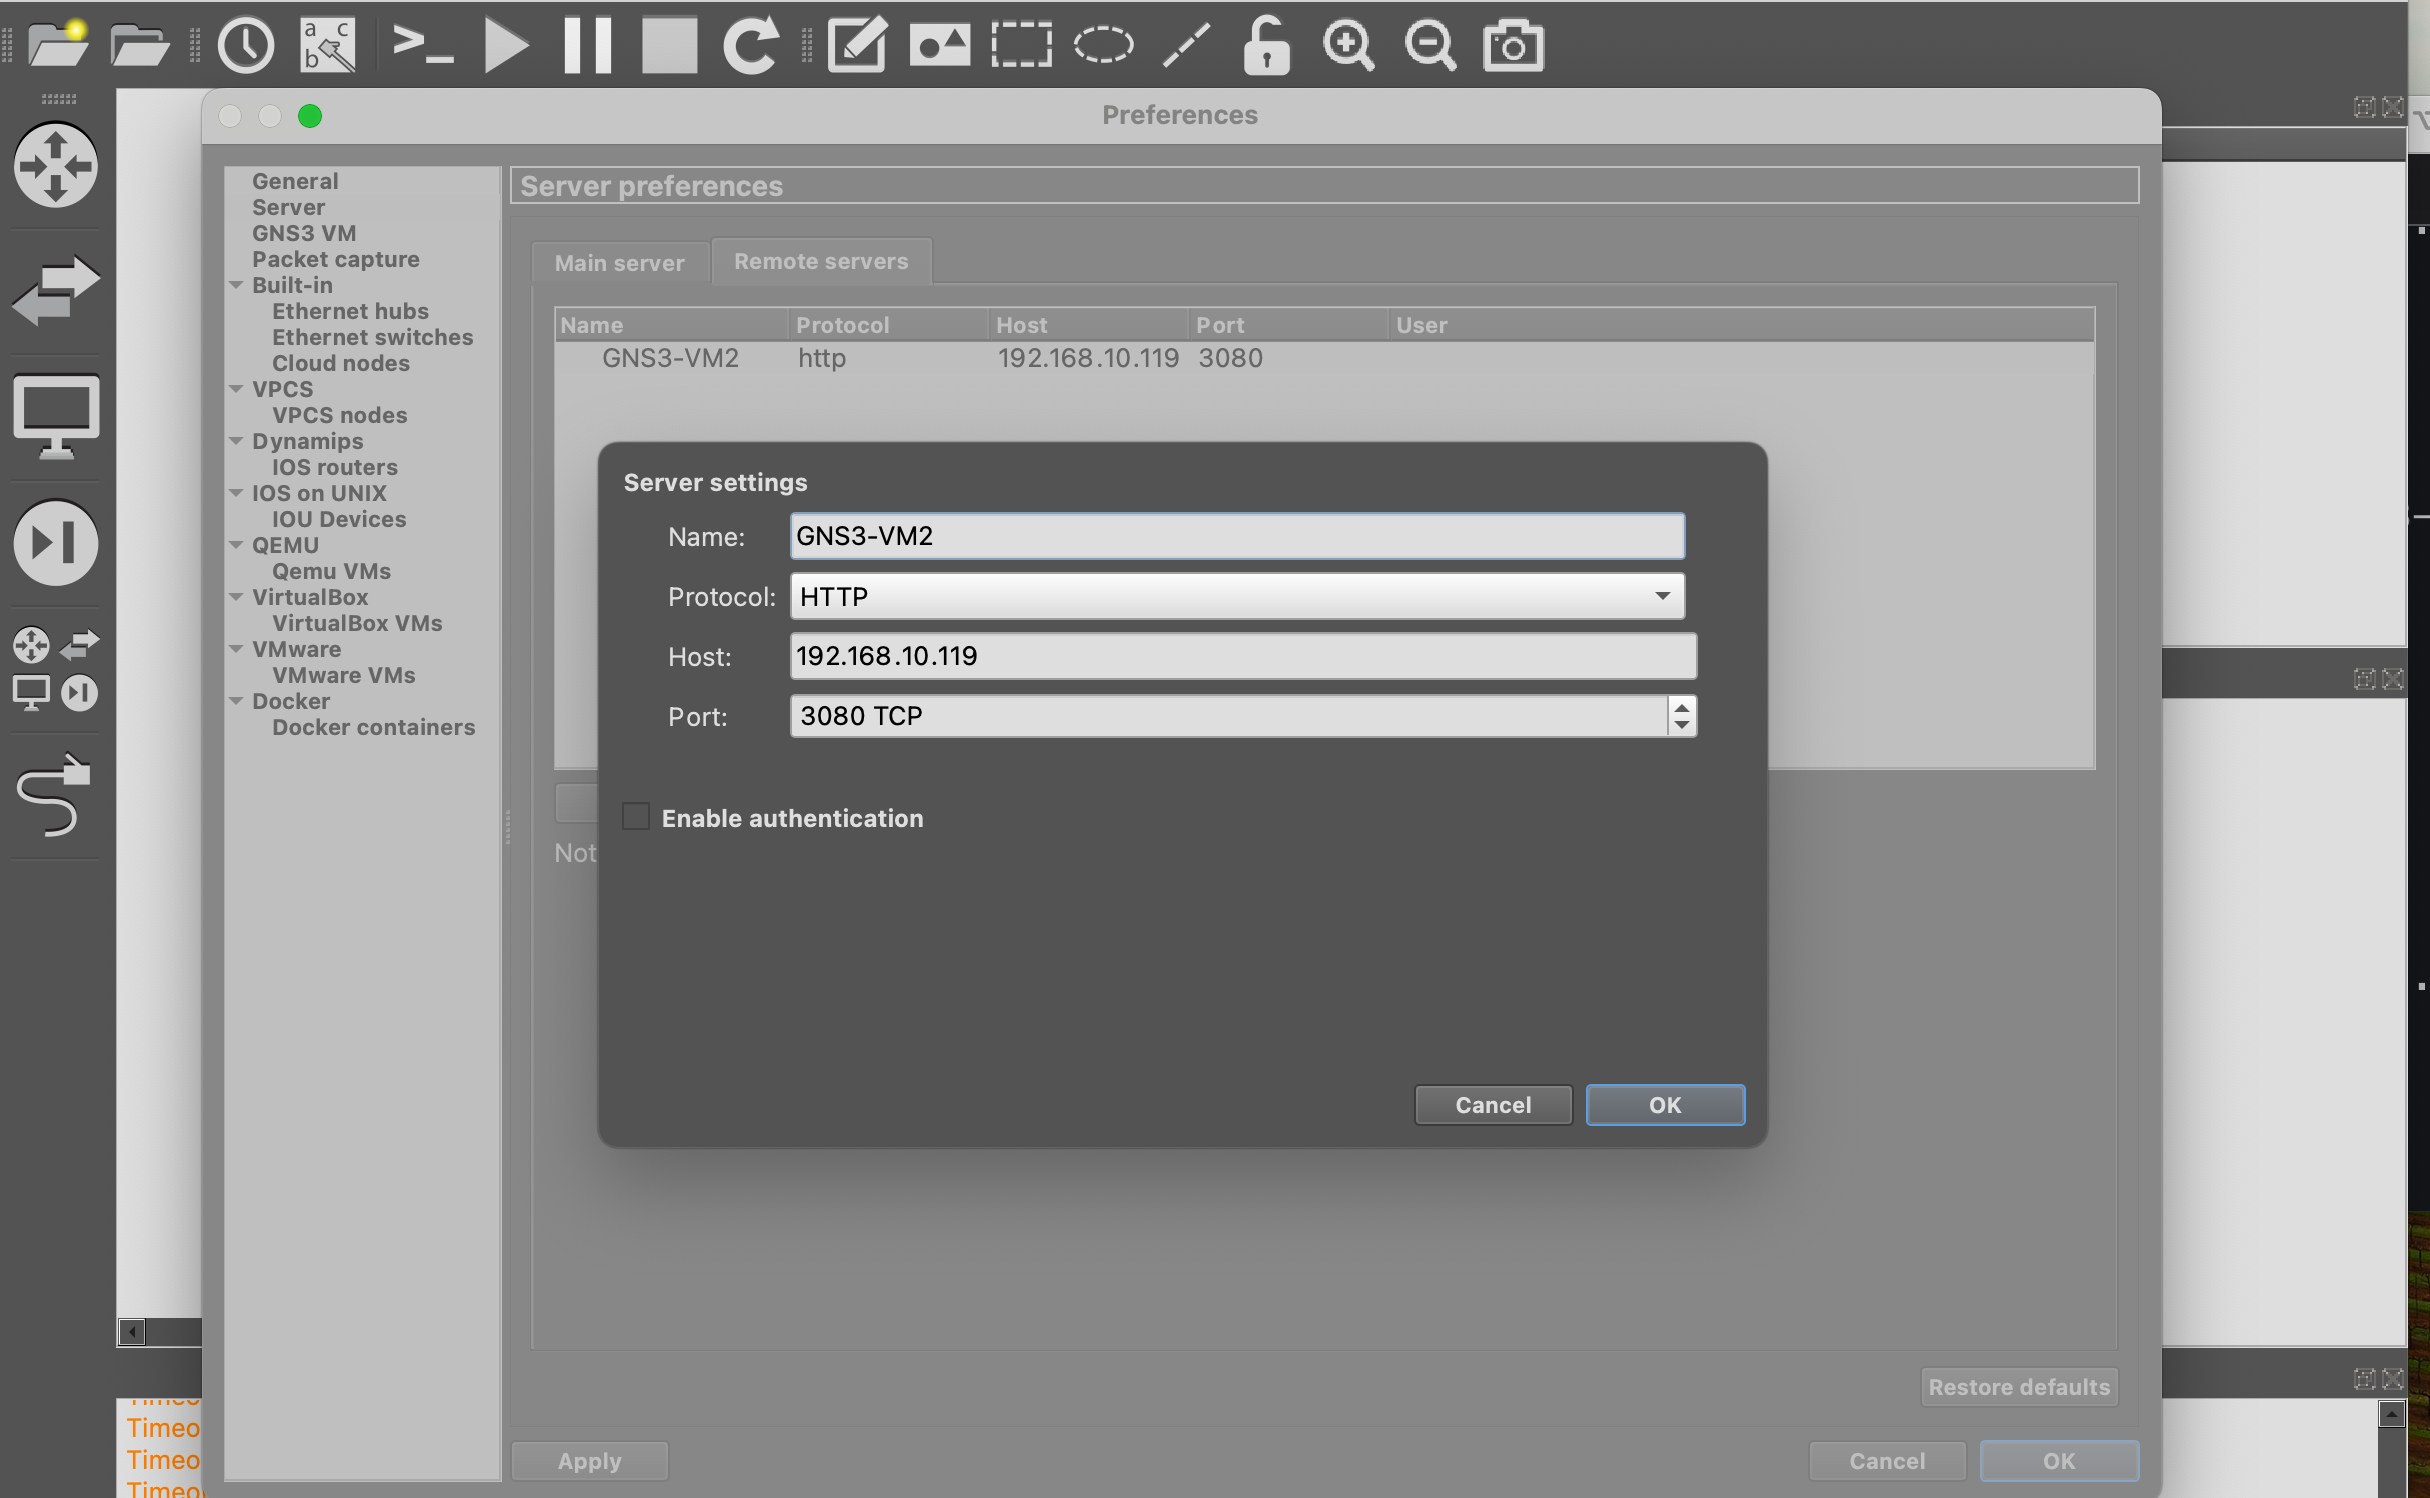 a c
b
Preferences
General
Server
GNS3 VM
Packet capture
Built-in
Ethernet hubs
Ethernet switches
Cloud nodes
VPCS
VPCS nodes
Dynamips
IOS routers
IOS on UNIX
IOU Devices
QEMU
Qemu VMs
VirtualBox
VirtualBox VMs
VMware
VMware VMs
Docker
Docker containers
Server preferences
Main server Remote servers
Name Protocol Host Port User
GNS3-VM2 http 192.168.10.119 3080
Server settings
Name: GNS3-VM2
Protocol: HTTP
Host: 192.168.10.119
Port: 3080 TCP
Enable authentication
Cancel OK
Not
Restore defaults
Apply Cancel OK
Timeo
Timeo
Timeo
Timeo